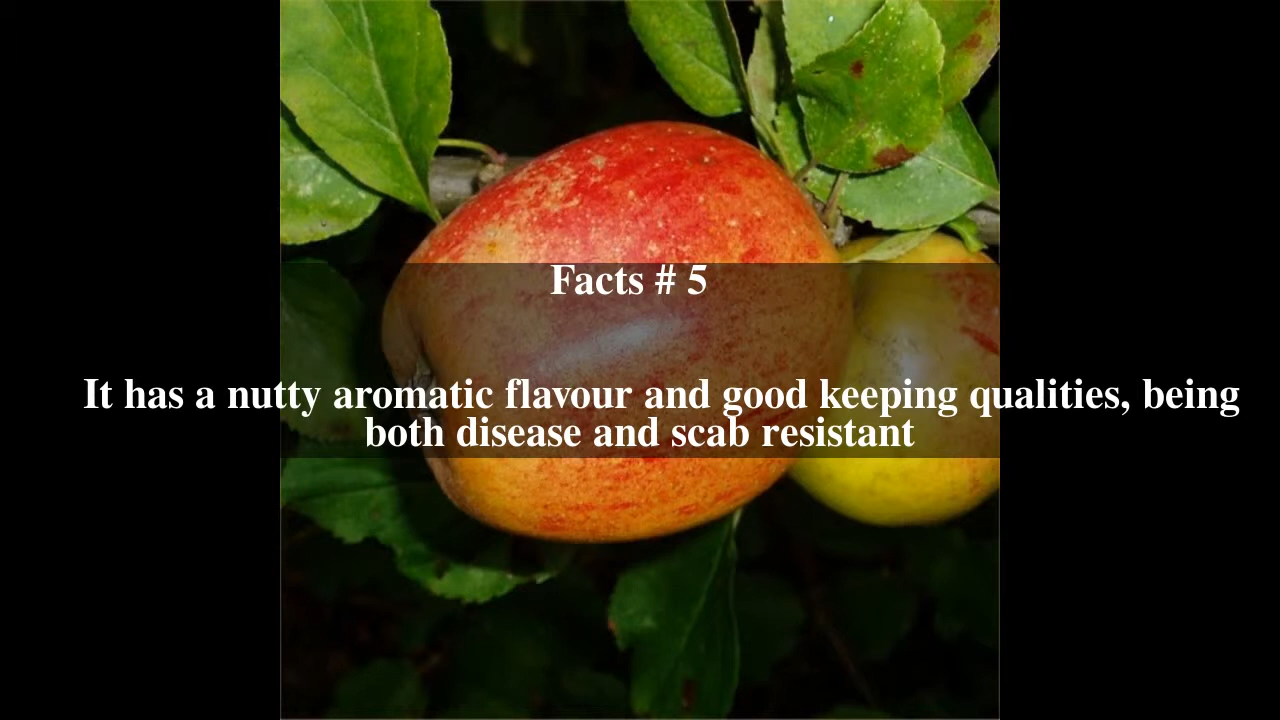 Facts # 5
It has a nutty aromatic flavour and good keeping qualities, being
both disease and scab resistant